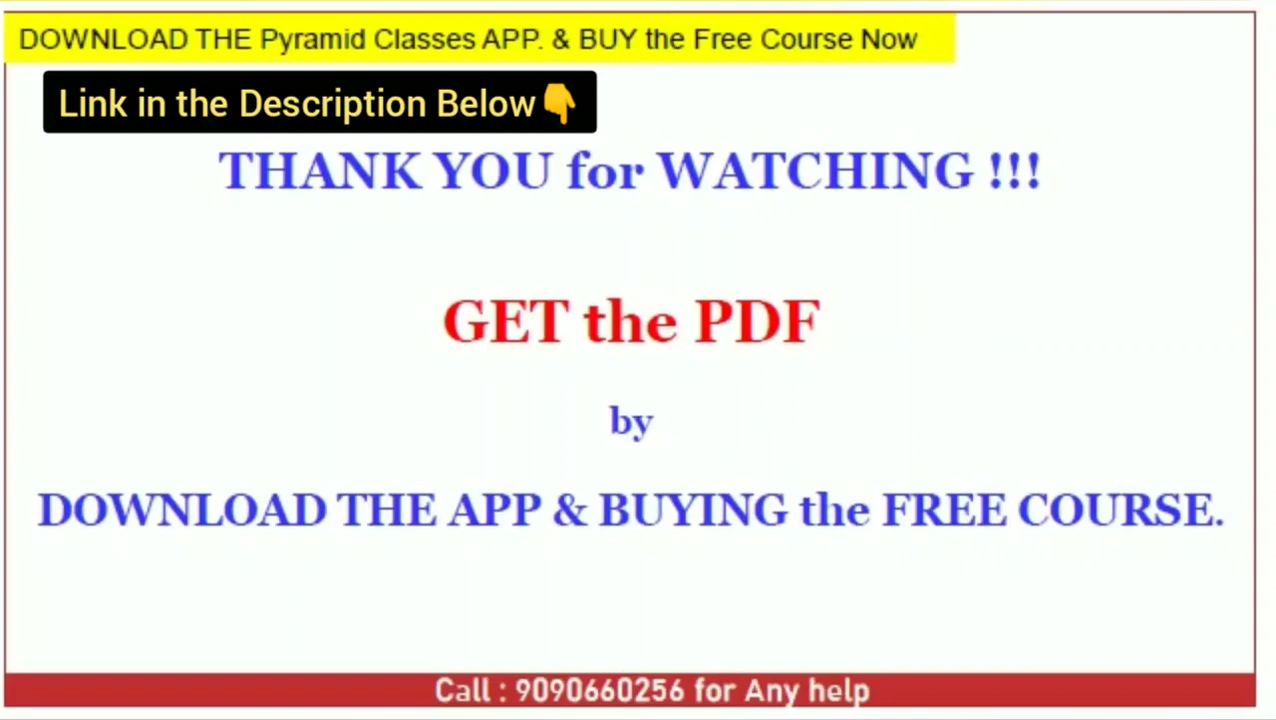 DOWNLOAD THE Pyramid Classes APP. & BUY the Free Course Now
Link in the Description Below👇
THANK YOU for WATCHING !!!
GET the PDF
by
DOWNLOAD THE APP & BUYING the FREE COURSE.
Call : 9090660256 for Any help